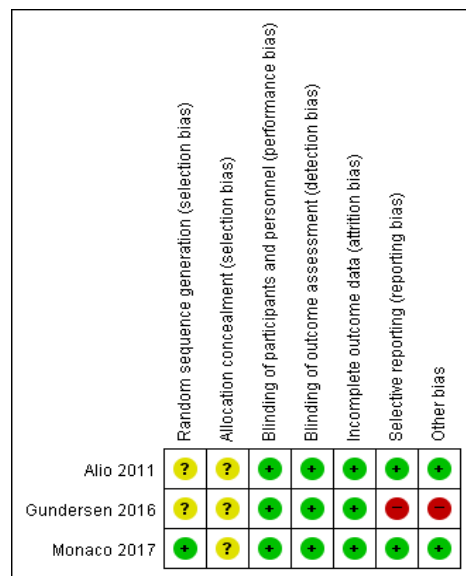 Random sequence generation (selection bias)
Allocation concealment (selection bias)
Blinding of participants and personnel (performance bias)
Blinding of outcome assessment (detection bias)
Incomplete outcome data (attrition bias)
Selective reporting (reporting bias)
Other bias
Alio 2011 ? ? + + + + +
Gundersen 2016 ? ? + + + − −
Monaco 2017 + ? + + + + +